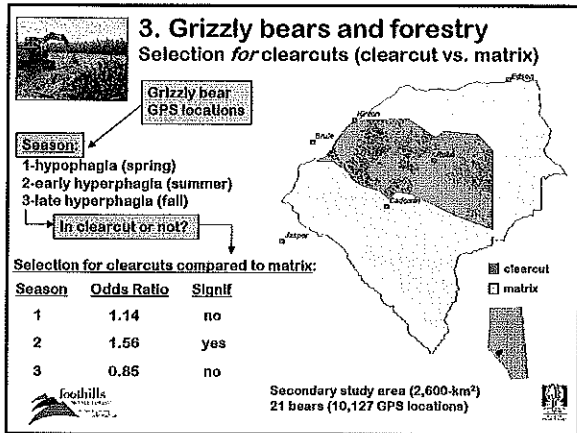 3. Grizzly bears and forestry
Selection for clearcuts (clearcut vs. matrix)
Grizzly bear
GPS locations
Season:
1-hypophagia (spring)
2-early hyperphagia (summer)
3-late hyperphagia (fall)
In clearcut or not?
Selection for clearcuts compared to matrix:
Season Odds Ratio Signif
1 1.14 no
2 1.56 yes
3 0.85 no
Edson
Hinton
Brule
Cadomin
Jasper
clearcut
matrix
foothills
Secondary study area (2,600-km²)
21 bears (10,127 GPS locations)